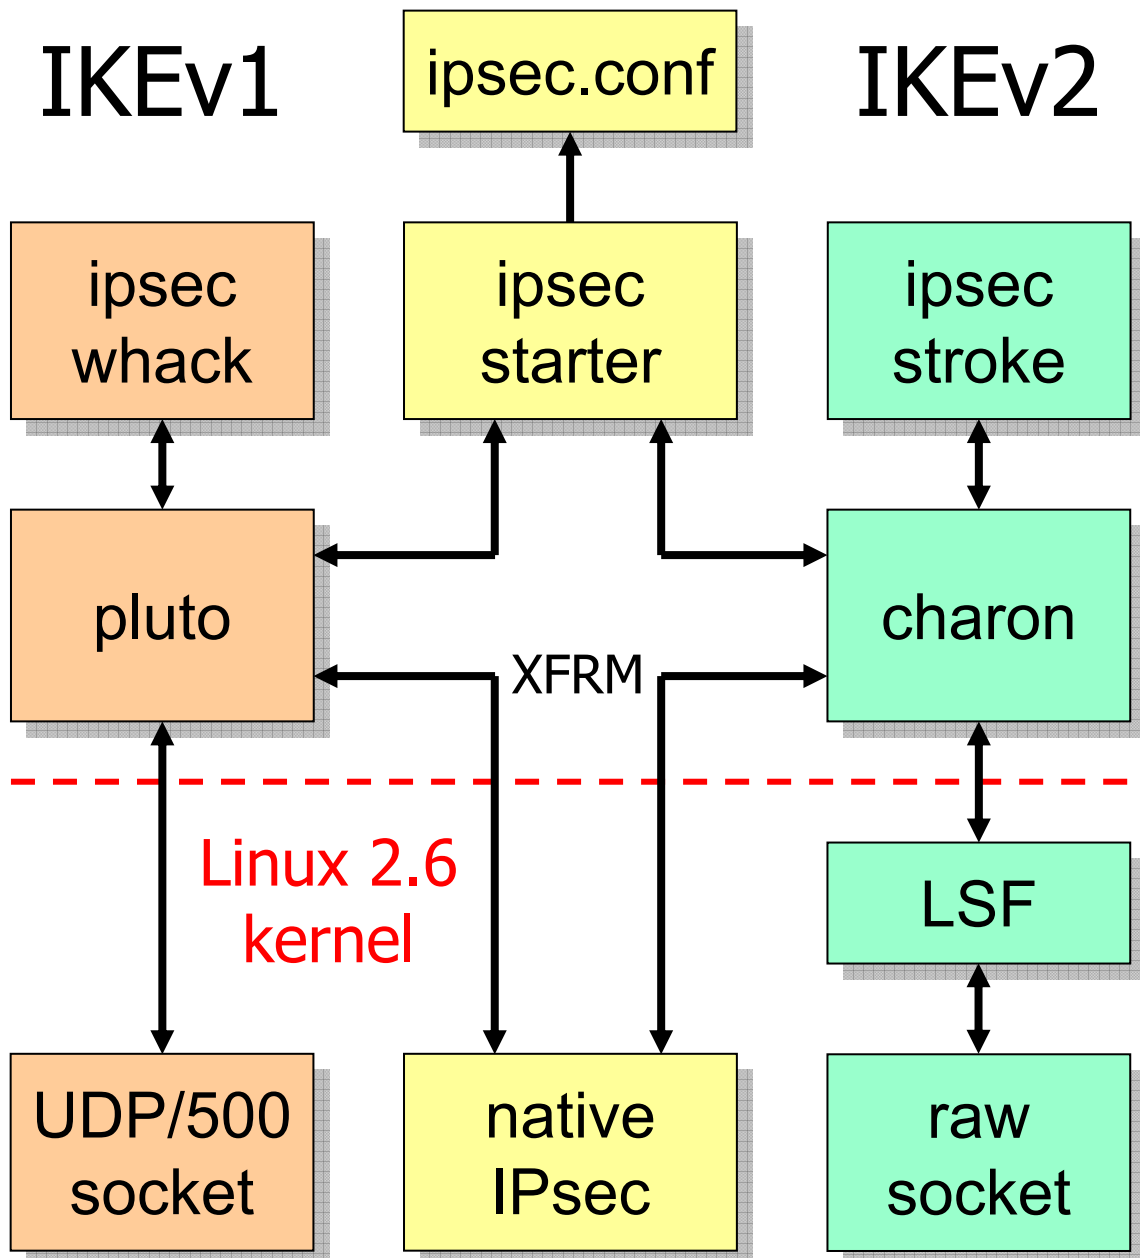 IKEv1
ipsec.conf
IKEv2
ipsec
whack
ipsec
starter
ipsec
stroke
pluto
XFRM
charon
Linux 2.6
kernel
LSF
UDP/500
socket
native
IPsec
raw
socket